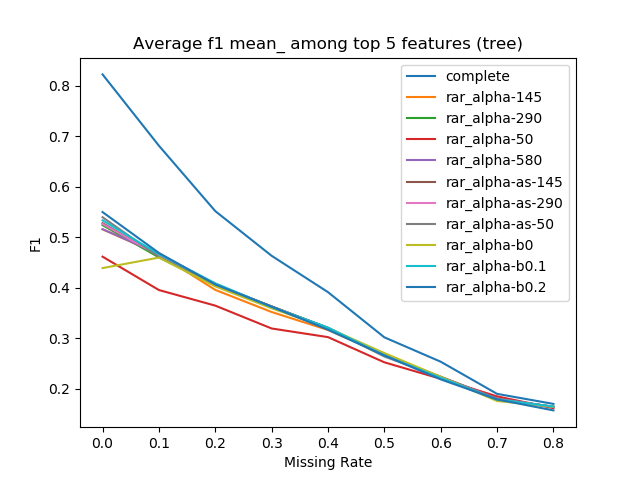 Average f1 mean_ among top 5 features (tree)
F1
0.8
0.7
0.6
0.5
0.4
0.3
0.2
complete
rar_alpha-145
rar_alpha-290
rar_alpha-50
rar_alpha-580
rar_alpha-as-145
rar_alpha-as-290
rar_alpha-as-50
rar_alpha-b0
rar_alpha-b0.1
rar_alpha-b0.2
0.0 0.1 0.2 0.3 0.4 0.5 0.6 0.7 0.8
Missing Rate